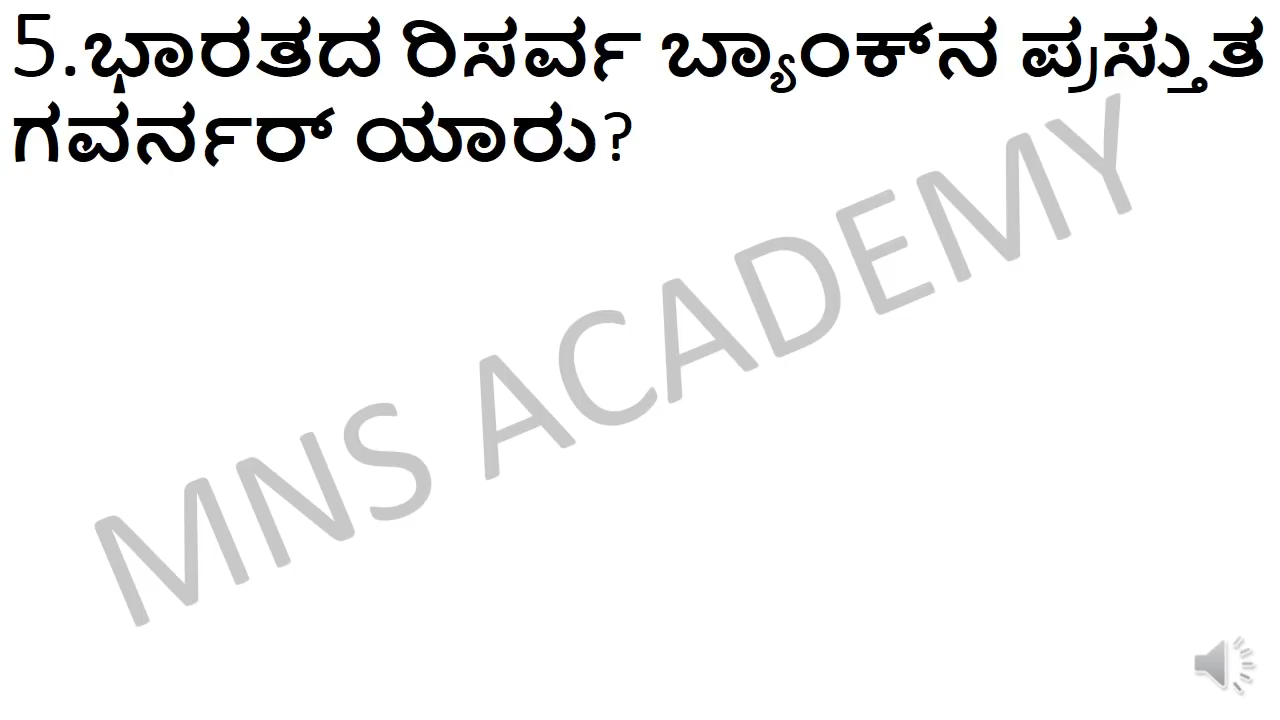 5.ಭಾರತದ ರಿಸರ್ವ ಬ್ಯಾಂಕ್‌ನ ಪ್ರಸ್ತುತ
ಗವರ್ನರ್ ಯಾರು?
MNS ACADEMY